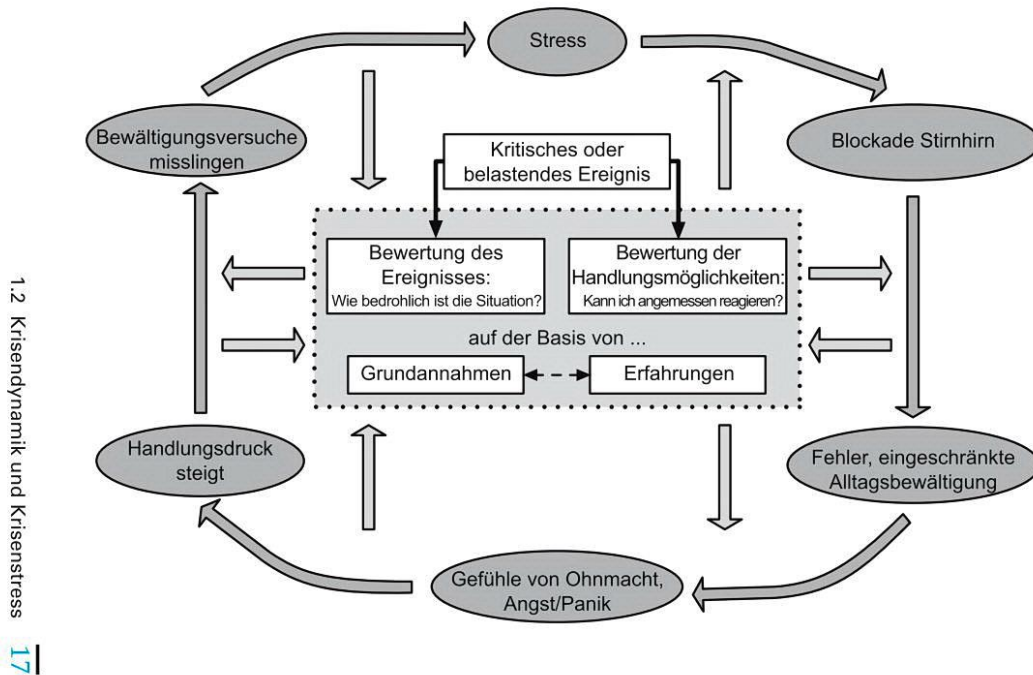 Stress
Bewältigungsversuche
misslingen
Blockade Stirnhirn
Kritisches oder
belastendes Ereignis
Bewertung des
Ereignisses:
Wie bedrohlich ist die Situation?
Bewertung der
Handlungsmöglichkeiten:
Kann ich angemessen reagieren?
auf der Basis von ...
Grundannahmen
Erfahrungen
Handlungsdruck
steigt
Fehler, eingeschränkte
Alltagsbewältigung
Gefühle von Ohnmacht,
Angst/Panik
1.2 Krisendynamik und Krisenstress 17